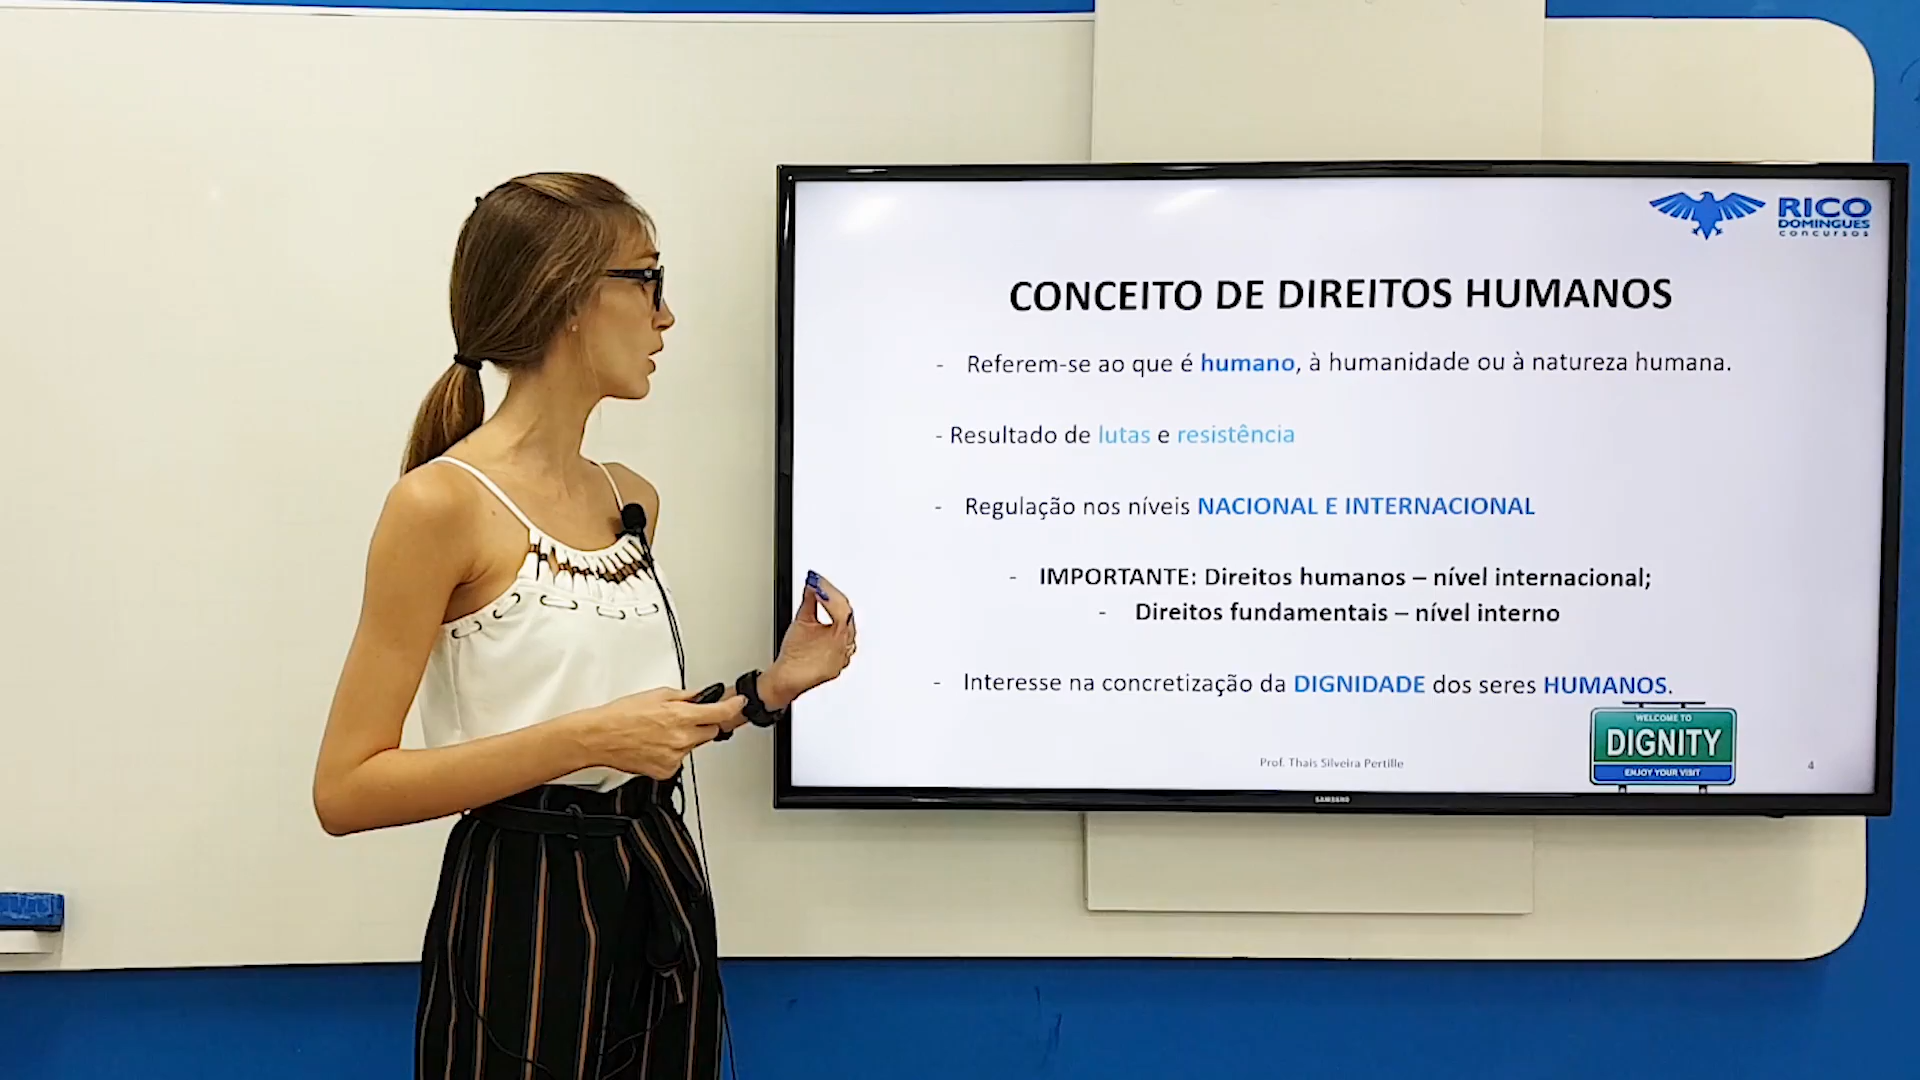 RICO
DOMINGUES
concursos
CONCEITO DE DIREITOS HUMANOS
- Referem-se ao que é humano, à humanidade ou à natureza humana.
- Resultado de lutas e resistência
- Regulação nos níveis NACIONAL E INTERNACIONAL
- IMPORTANTE: Direitos humanos – nível internacional;
- Direitos fundamentais – nível interno
- Interesse na concretização da DIGNIDADE dos seres HUMANOS.
WELCOME TO
DIGNITY
ENJOY YOUR VISIT
Prof. Thais Silveira Pertille
4
SAMSUNG